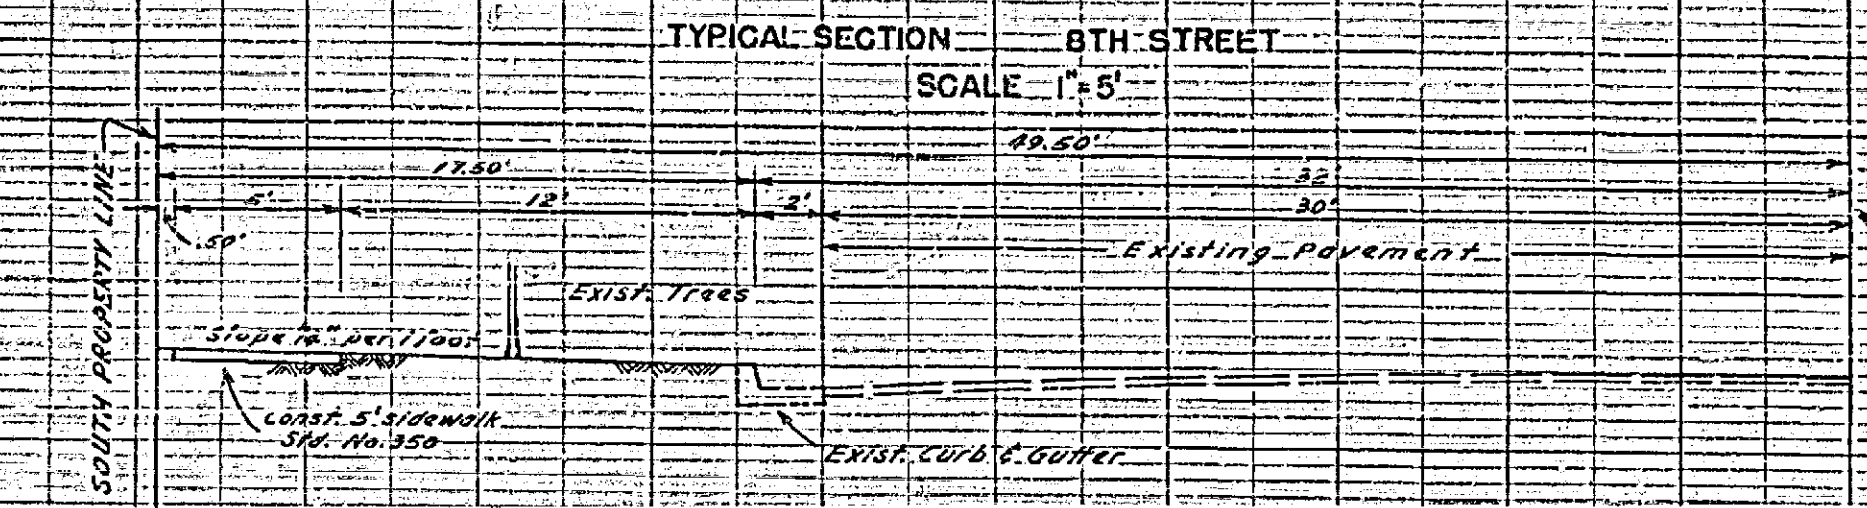 TYPICAL SECTION 8TH STREET
SCALE 1"=5'
49.50'
17.50'
32'
5'
12'
2'
30'
.50'
SOUTH PROPERTY LINE
Existing Pavement
Exist. Trees
Slope 1/4" per foot
Const. 5' sidewalk
Std. No. 350
Exist. Curb & Gutter